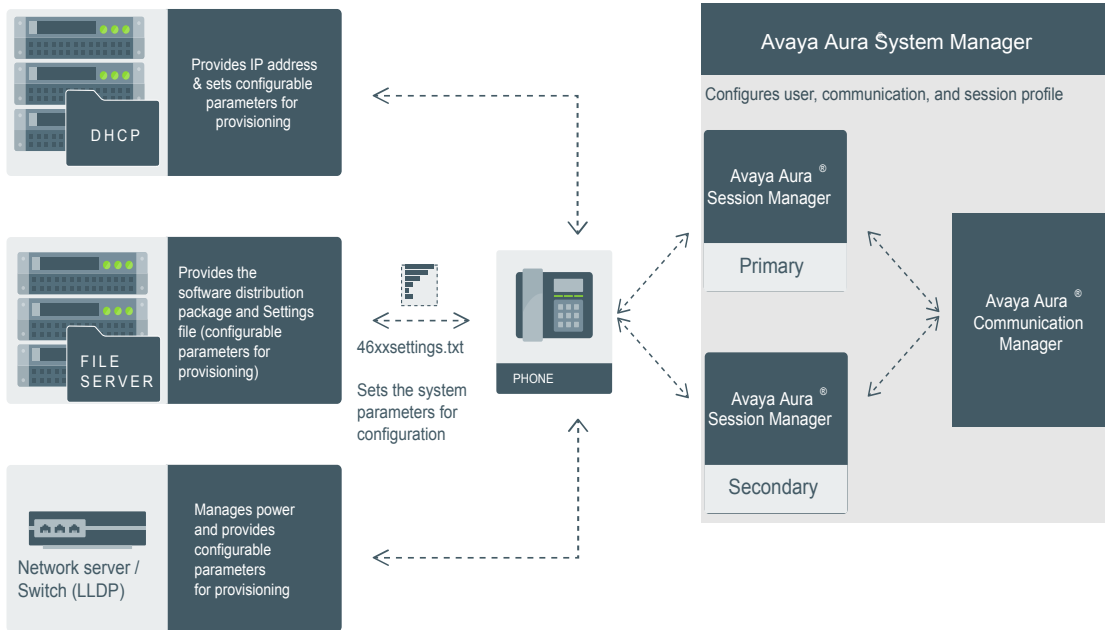 Provides IP address
& sets configurable
parameters for
provisioning
DHCP
Provides the
software distribution
package and Settings
file (configurable
parameters for
provisioning)
FILE
SERVER
46xxsettings.txt
Sets the system
parameters for
configuration
Manages power
and provides
configurable
parameters
for provisioning
Network server /
Switch (LLDP)
PHONE
Avaya Aura® System Manager
Configures user, communication, and session profile
Avaya Aura ®
Session Manager
Primary
Avaya Aura ®
Session Manager
Secondary
Avaya Aura ®
Communication
Manager